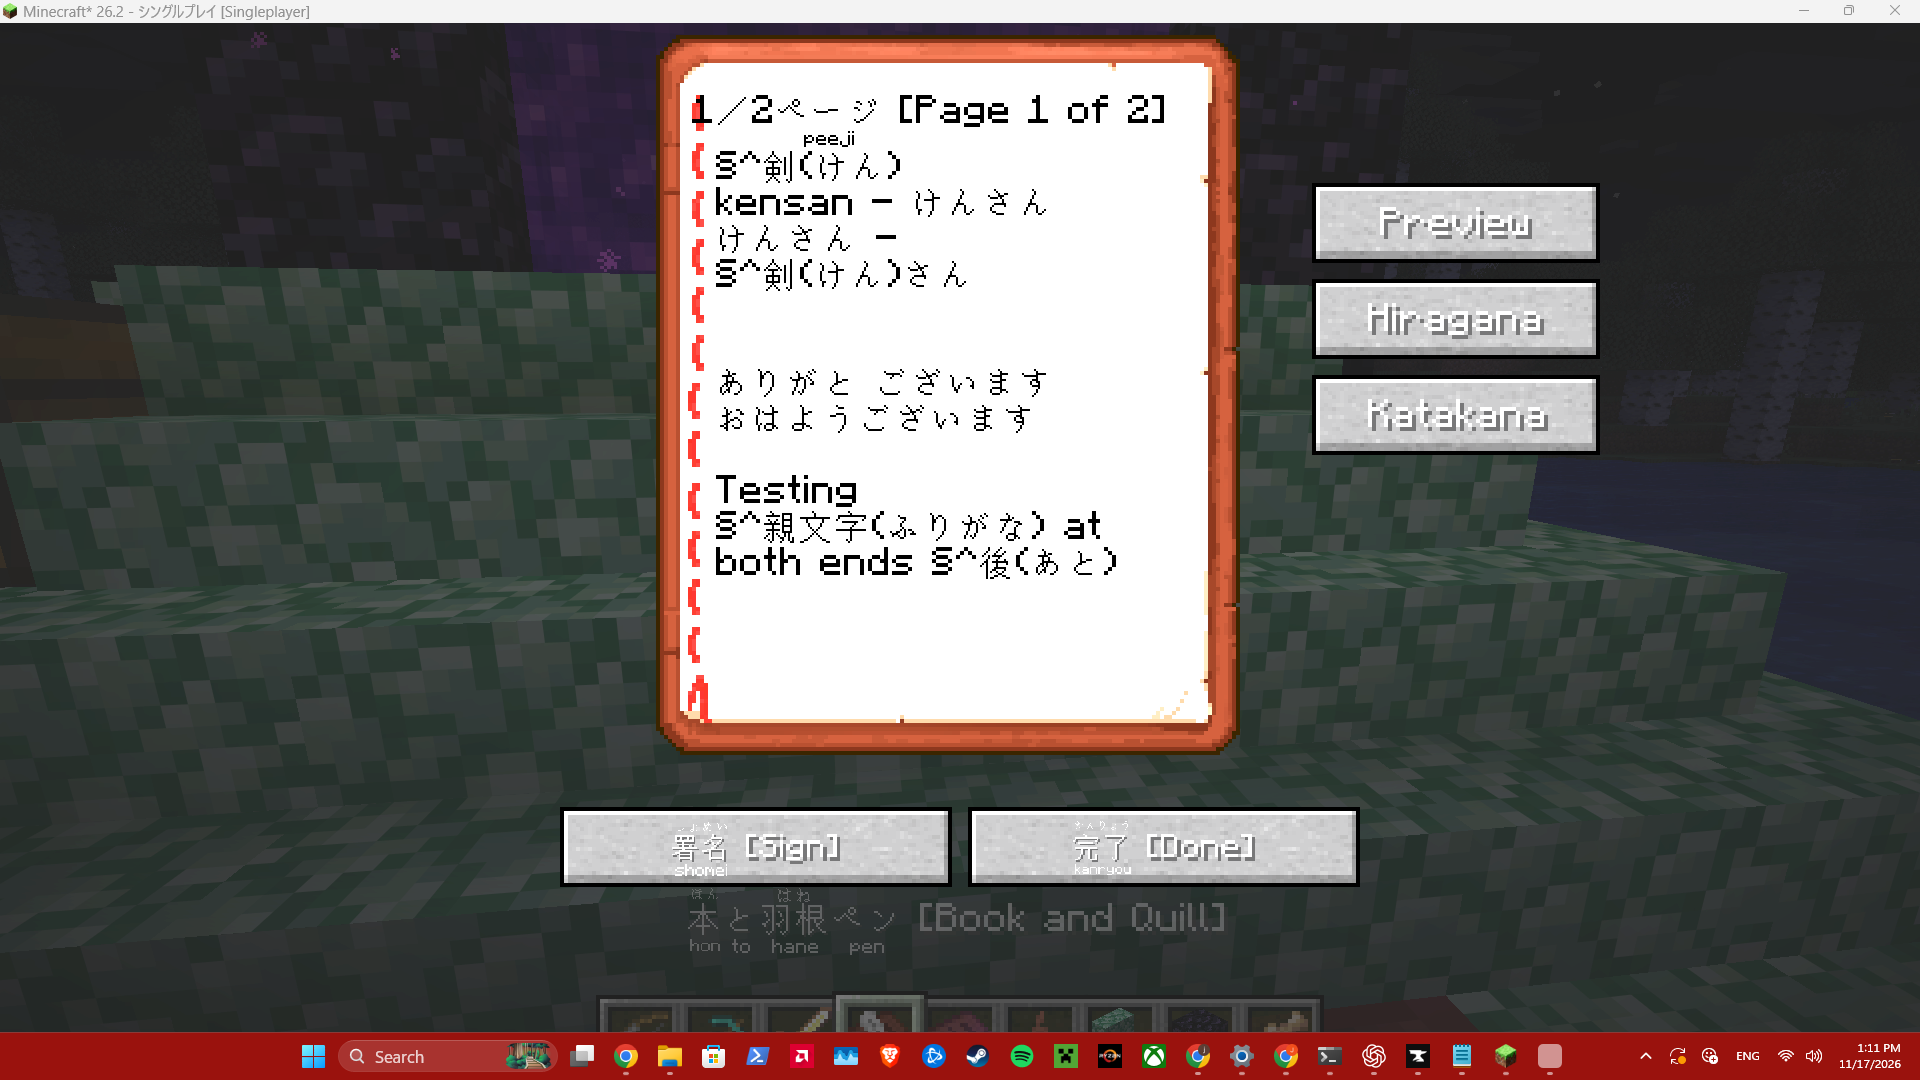 Minecraft* 26.2 - シングルプレイ [Singleplayer]
1／2ページ [Page 1 of 2]
peeji
§^剣(けん)
kensan - けんさん
けんさん -
§^剣(けん)さん
ありがと ございます
おはようございます
Testing
§^親文字(ふりがな) at
both ends §^後(あと)
Preview
Hiragana
Katakana
しょめい
署名 [Sign]
shomei
かんりょう
完了 [Done]
kanryou
ほん はね
本と羽根ペン [Book and Quill]
hon to hane pen
Search
RYZEN
ENG
1:11 PM
11/17/2026